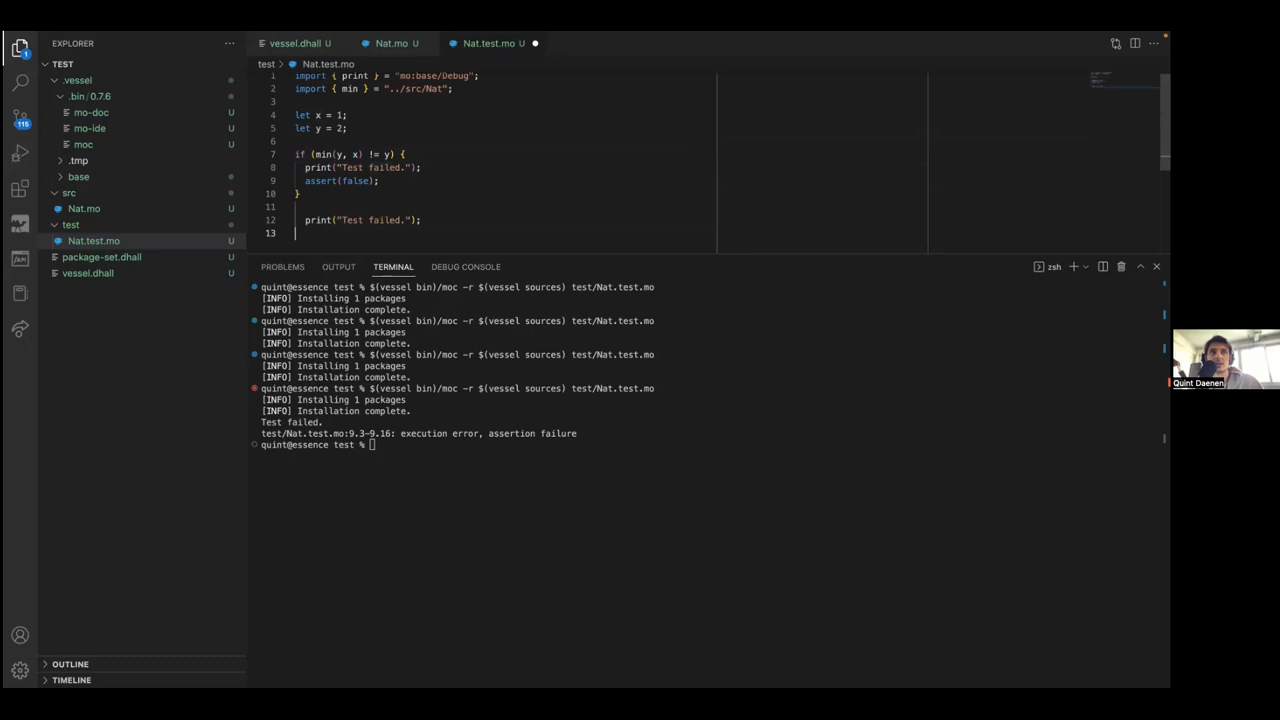 EXPLORER
vessel.dhall U
Nat.mo U
Nat.test.mo U
TEST
test > Nat.test.mo
.vessel
.bin / 0.7.6
mo-doc U
mo-ide U
moc U
.tmp
base
src
Nat.mo U
test
Nat.test.mo U
package-set.dhall U
vessel.dhall U
OUTLINE
TIMELINE
1
115
API
1 import { print } = "mo:base/Debug";
2 import { min } = "../src/Nat";
3
4 let x = 1;
5 let y = 2;
6
7 if (min(y, x) != y) {
8 print("Test failed.");
9 assert(false);
10 }
11
12 print("Test failed.");
13
PROBLEMS OUTPUT TERMINAL DEBUG CONSOLE
zsh
quint@essence test % $(vessel bin)/moc -r $(vessel sources) test/Nat.test.mo
[INFO] Installing 1 packages
[INFO] Installation complete.
quint@essence test % $(vessel bin)/moc -r $(vessel sources) test/Nat.test.mo
[INFO] Installing 1 packages
[INFO] Installation complete.
quint@essence test % $(vessel bin)/moc -r $(vessel sources) test/Nat.test.mo
[INFO] Installing 1 packages
[INFO] Installation complete.
quint@essence test % $(vessel bin)/moc -r $(vessel sources) test/Nat.test.mo
[INFO] Installing 1 packages
[INFO] Installation complete.
Test failed.
test/Nat.test.mo:9.3-9.16: execution error, assertion failure
quint@essence test %
Quint Daenen